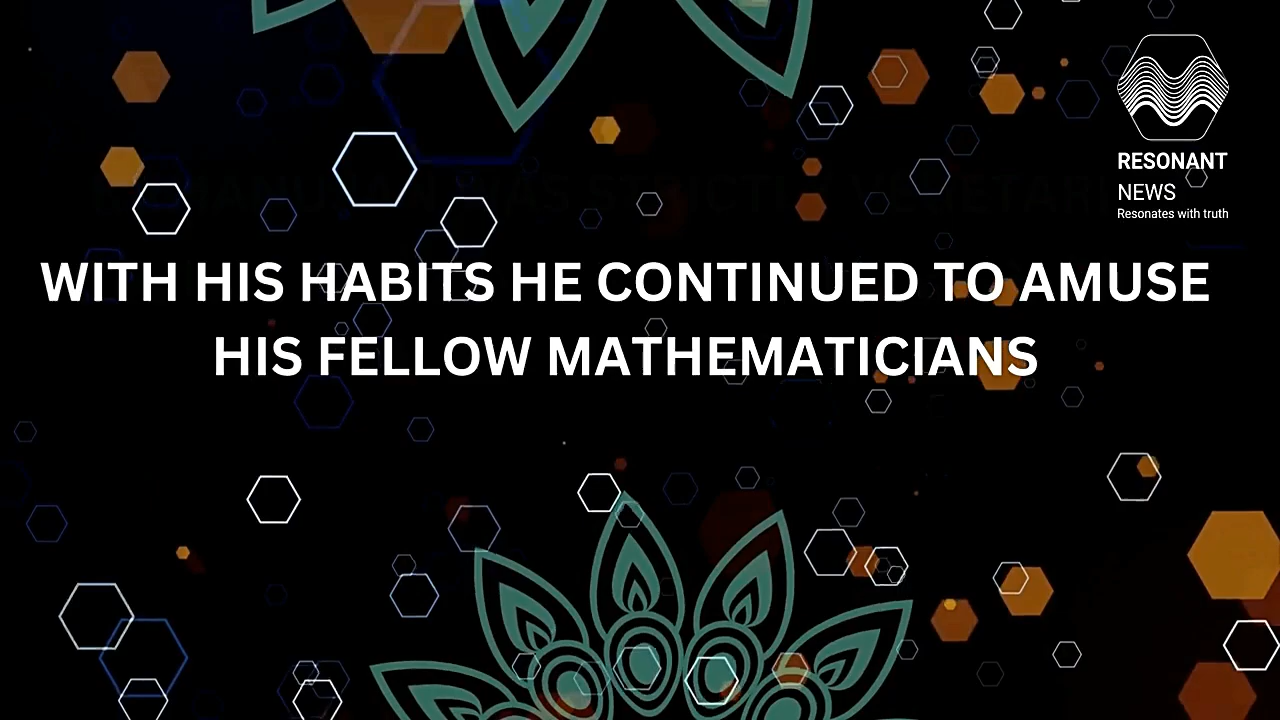 RESONANT
NEWS
Resonates with truth
WITH HIS HABITS HE CONTINUED TO AMUSE
HIS FELLOW MATHEMATICIANS